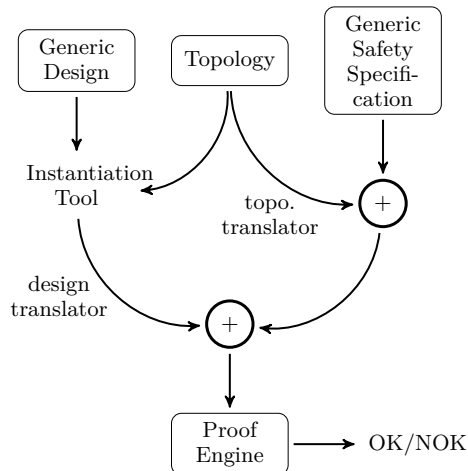 Generic
Design
Topology
Generic
Safety
Specifi-
cation
Instantiation
Tool
topo.
translator
+
design
translator
+
Proof
Engine
OK/NOK